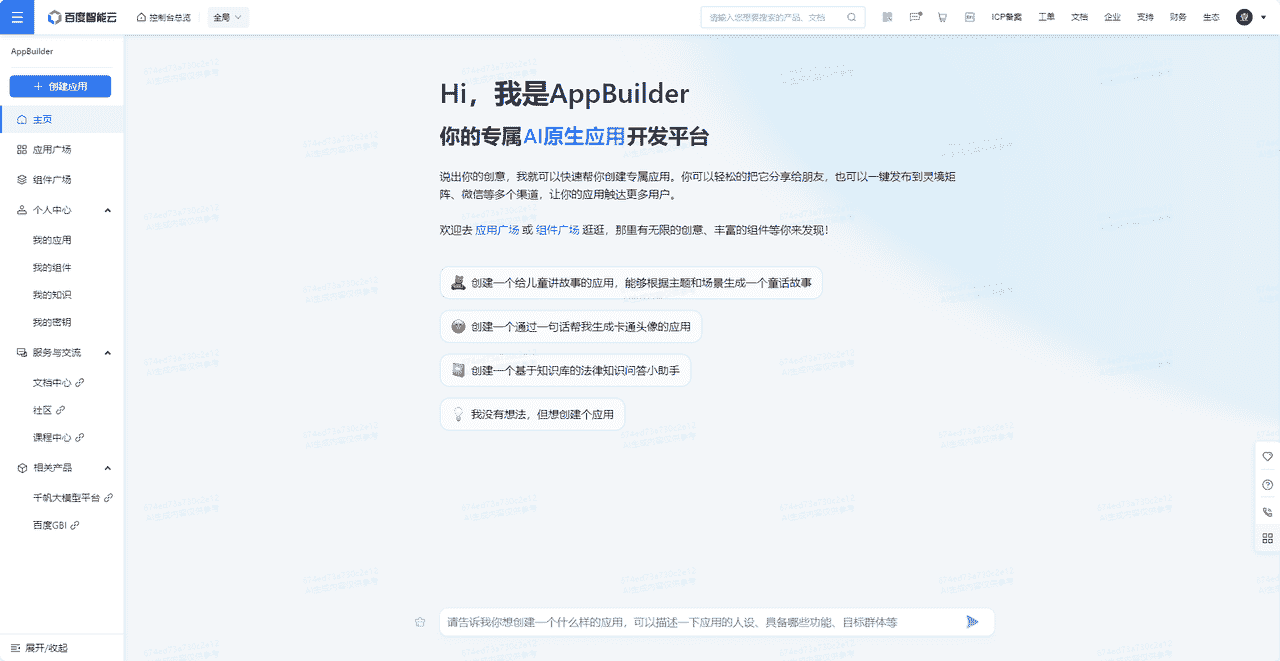 百度智能云 控制台总览 全局 请输入您想要搜索的产品、文档 ICP备案 工单 文档 企业 支持 财务 生态
AppBuilder
创建应用
主页
应用广场
组件广场
个人中心
我的应用
我的组件
我的知识
我的密钥
服务与交流
文档中心
社区
课程中心
相关产品
千帆大模型平台
百度GBI
展开/收起
Hi，我是AppBuilder
你的专属AI原生应用开发平台
说出你的创意，我就可以快速帮你创建专属应用。你可以轻松的把它分享给朋友，也可以一键发布到灵境矩
阵、微信等多个渠道，让你的应用触达更多用户。
欢迎去 应用广场 或 组件广场 逛逛，那里有无限的创意、丰富的组件等你来发现！
创建一个给儿童讲故事的应用，能够根据主题和场景生成一个童话故事
创建一个通过一句话帮我生成卡通头像的应用
创建一个基于知识库的法律知识问答小助手
我没有想法，但想创建个应用
请告诉我你想创建一个什么样的应用，可以描述一下应用的人设、具备哪些功能、目标群体等